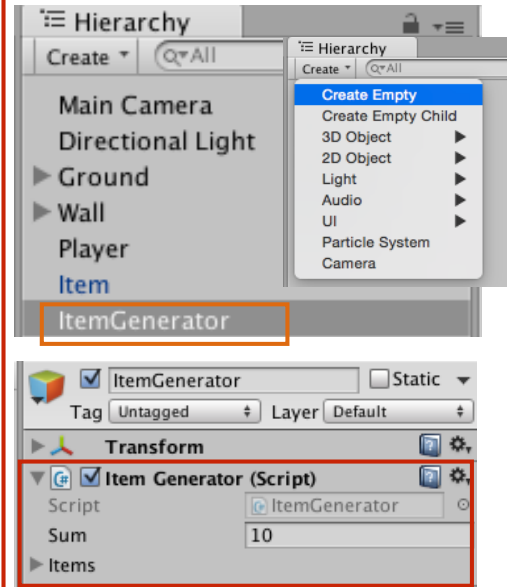 Hierarchy
Create
All
Main Camera
Directional Light
Ground
Wall
Player
Item
ItemGenerator
Hierarchy
Create
All
Create Empty
Create Empty Child
3D Object
2D Object
Light
Audio
UI
Particle System
Camera
ItemGenerator Static
Tag Untagged Layer Default
Transform
C# Item Generator (Script)
Script ItemGenerator
Sum 10
Items